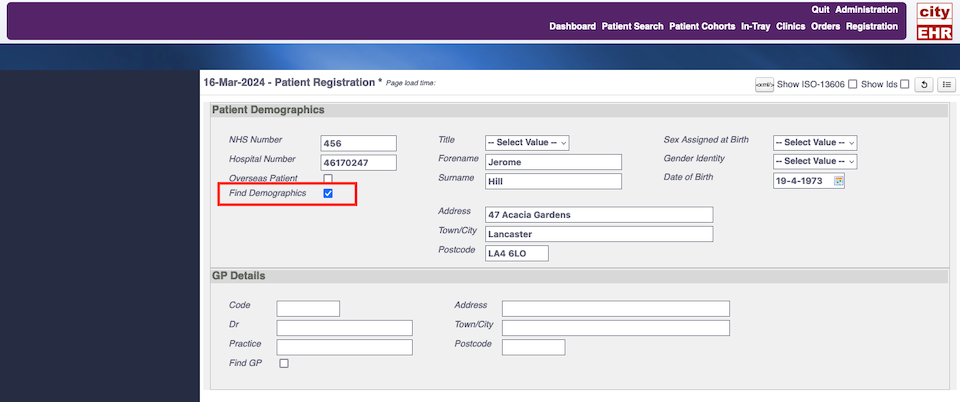 Quit Administration
city
EHR
Dashboard Patient Search Patient Cohorts In-Tray Clinics Orders Registration
16-Mar-2024 - Patient Registration * Page load time:
<xml/> Show ISO-13606 Show Ids
Patient Demographics
NHS Number 456 Title -- Select Value -- Sex Assigned at Birth -- Select Value --
Hospital Number 46170247 Forename Jerome Gender Identity -- Select Value --
Overseas Patient Surname Hill Date of Birth 19-4-1973
Find Demographics
Address 47 Acacia Gardens
Town/City Lancaster
Postcode LA4 6LO
GP Details
Code Address
Dr Town/City
Practice Postcode
Find GP